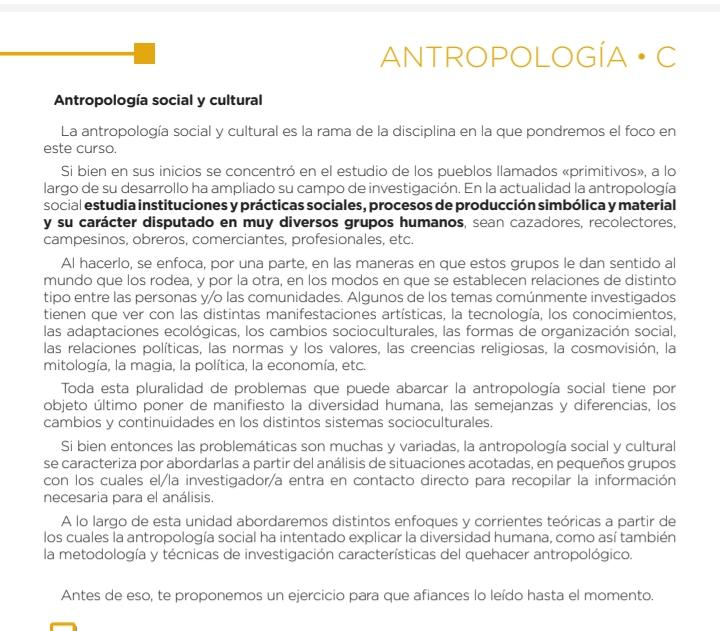 ANTROPOLOGÍA • C
Antropología social y cultural
La antropología social y cultural es la rama de la disciplina en la que pondremos el foco en
este curso.
Si bien en sus inicios se concentró en el estudio de los pueblos llamados «primitivos», a lo
largo de su desarrollo ha ampliado su campo de investigación. En la actualidad la antropología
social estudia instituciones y prácticas sociales, procesos de producción simbólica y material
y su carácter disputado en muy diversos grupos humanos, sean cazadores, recolectores,
campesinos, obreros, comerciantes, profesionales, etc.
Al hacerlo, se enfoca, por una parte, en las maneras en que estos grupos le dan sentido al
mundo que los rodea, y por la otra, en los modos en que se establecen relaciones de distinto
tipo entre las personas y/o las comunidades. Algunos de los temas comúnmente investigados
tienen que ver con las distintas manifestaciones artísticas, la tecnología, los conocimientos,
las adaptaciones ecológicas, los cambios socioculturales, las formas de organización social,
las relaciones políticas, las normas y los valores, las creencias religiosas, la cosmovisión, la
mitología, la magia, la política, la economía, etc.
Toda esta pluralidad de problemas que puede abarcar la antropología social tiene por
objeto último poner de manifiesto la diversidad humana, las semejanzas y diferencias, los
cambios y continuidades en los distintos sistemas socioculturales.
Si bien entonces las problemáticas son muchas y variadas, la antropología social y cultural
se caracteriza por abordarlas a partir del análisis de situaciones acotadas, en pequeños grupos
con los cuales el/la investigador/a entra en contacto directo para recopilar la información
necesaria para el análisis.
A lo largo de esta unidad abordaremos distintos enfoques y corrientes teóricas a partir de
los cuales la antropología social ha intentado explicar la diversidad humana, como así también
la metodología y técnicas de investigación características del quehacer antropológico.
Antes de eso, te proponemos un ejercicio para que afiances lo leído hasta el momento.